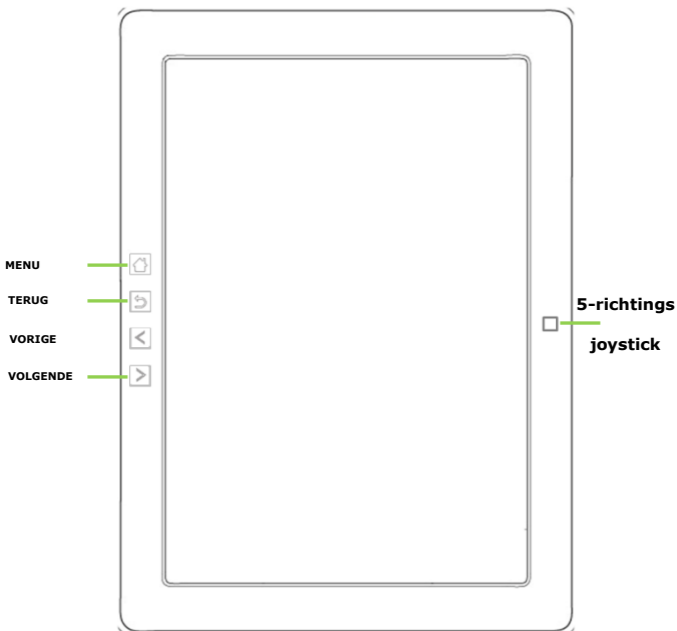 MENU
TERUG
VORIGE
VOLGENDE
5-richtings
joystick